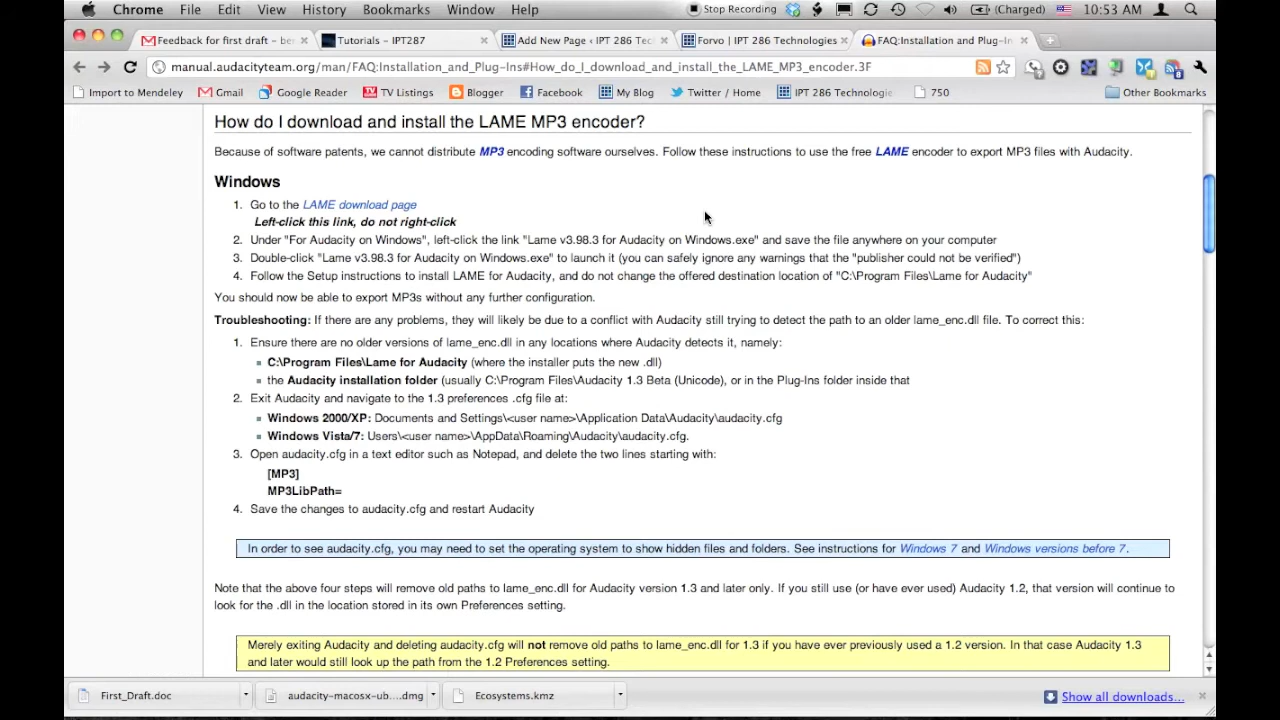 Chrome File Edit View History Bookmarks Window Help Stop Recording (Charged) 10:53 AM
Feedback for first draft – be Tutorials – IPT287 Add New Page ‹ IPT 286 Tec Forvo | IPT 286 Technologies FAQ:Installation and Plug-In
manual.audacityteam.org/man/FAQ:Installation_and_Plug-Ins#How_do_I_download_and_install_the_LAME_MP3_encoder.3F
Import to Mendeley Gmail Google Reader TV Listings Blogger Facebook My Blog Twitter / Home IPT 286 Technologie 750 Other Bookmarks
How do I download and install the LAME MP3 encoder?
Because of software patents, we cannot distribute MP3 encoding software ourselves. Follow these instructions to use the free LAME encoder to export MP3 files with Audacity.
Windows
1. Go to the LAME download page
Left-click this link, do not right-click
2. Under "For Audacity on Windows", left-click the link "Lame v3.98.3 for Audacity on Windows.exe" and save the file anywhere on your computer
3. Double-click "Lame v3.98.3 for Audacity on Windows.exe" to launch it (you can safely ignore any warnings that the "publisher could not be verified")
4. Follow the Setup instructions to install LAME for Audacity, and do not change the offered destination location of "C:\Program Files\Lame for Audacity"
You should now be able to export MP3s without any further configuration.
Troubleshooting: If there are any problems, they will likely be due to a conflict with Audacity still trying to detect the path to an older lame_enc.dll file. To correct this:
1. Ensure there are no older versions of lame_enc.dll in any locations where Audacity detects it, namely:
C:\Program Files\Lame for Audacity (where the installer puts the new .dll)
the Audacity installation folder (usually C:\Program Files\Audacity 1.3 Beta (Unicode), or in the Plug-Ins folder inside that
2. Exit Audacity and navigate to the 1.3 preferences .cfg file at:
Windows 2000/XP: Documents and Settings\<user name>\Application Data\Audacity\audacity.cfg
Windows Vista/7: Users\<user name>\AppData\Roaming\Audacity\audacity.cfg.
3. Open audacity.cfg in a text editor such as Notepad, and delete the two lines starting with:
[MP3]
MP3LibPath=
4. Save the changes to audacity.cfg and restart Audacity
In order to see audacity.cfg, you may need to set the operating system to show hidden files and folders. See instructions for Windows 7 and Windows versions before 7.
Note that the above four steps will remove old paths to lame_enc.dll for Audacity version 1.3 and later only. If you still use (or have ever used) Audacity 1.2, that version will continue to
look for the .dll in the location stored in its own Preferences setting.
Merely exiting Audacity and deleting audacity.cfg will not remove old paths to lame_enc.dll for 1.3 if you have ever previously used a 1.2 version. In that case Audacity 1.3
and later would still look up the path from the 1.2 Preferences setting.
First_Draft.doc audacity-macosx-ub....dmg Ecosystems.kmz Show all downloads...